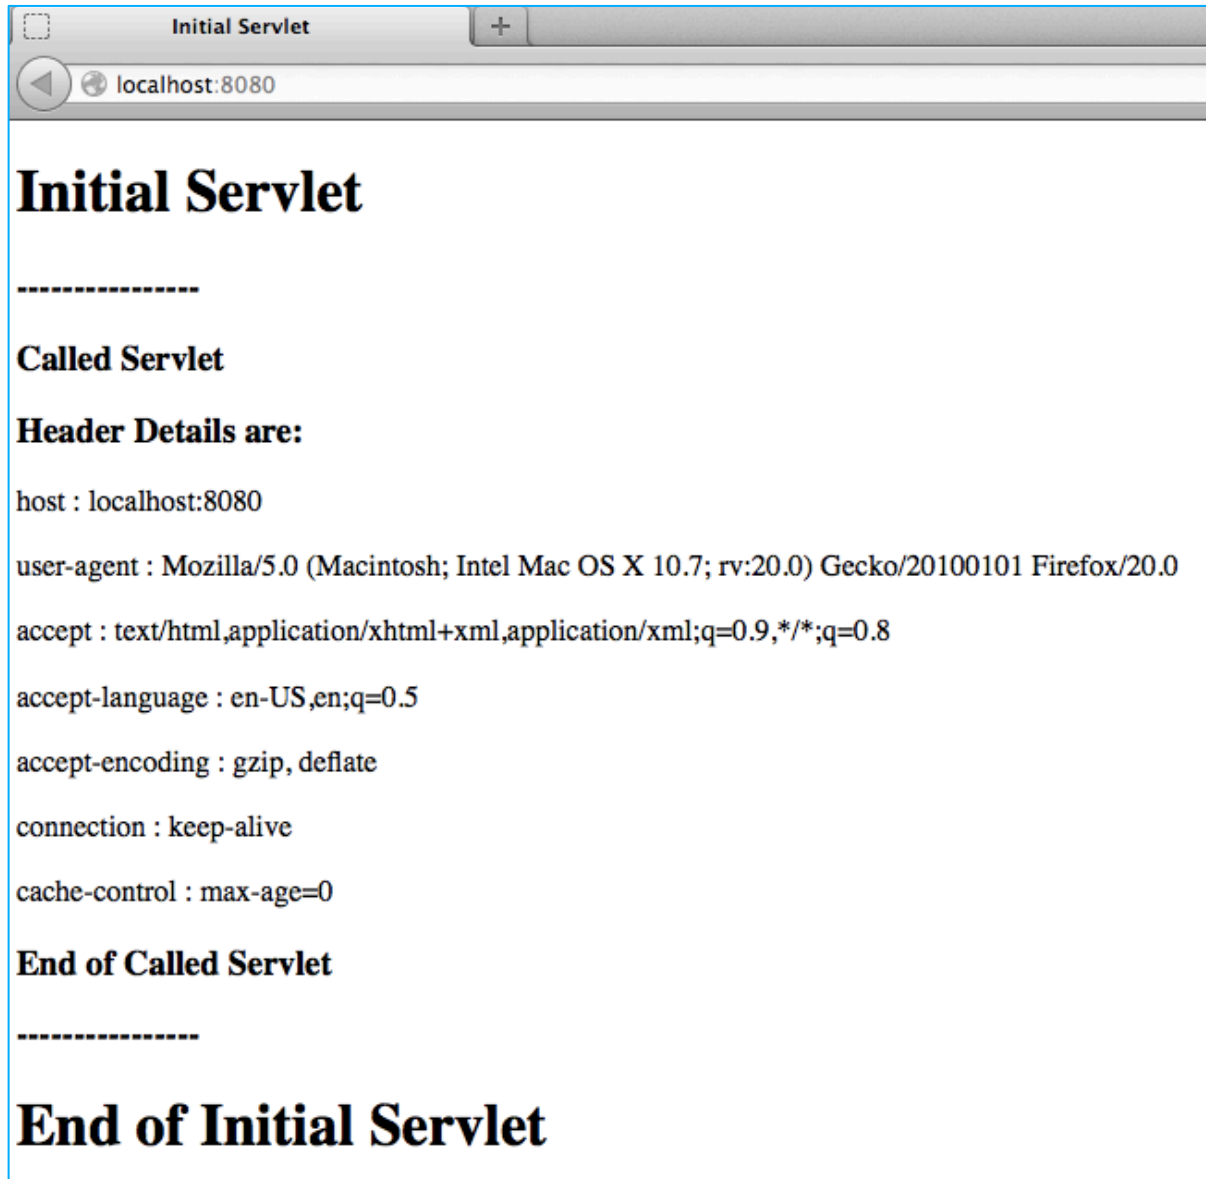 Initial Servlet
+
localhost:8080
Initial Servlet
----------------
Called Servlet
Header Details are:
host : localhost:8080
user-agent : Mozilla/5.0 (Macintosh; Intel Mac OS X 10.7; rv:20.0) Gecko/20100101 Firefox/20.0
accept : text/html,application/xhtml+xml,application/xml;q=0.9,*/*;q=0.8
accept-language : en-US,en;q=0.5
accept-encoding : gzip, deflate
connection : keep-alive
cache-control : max-age=0
End of Called Servlet
----------------
End of Initial Servlet